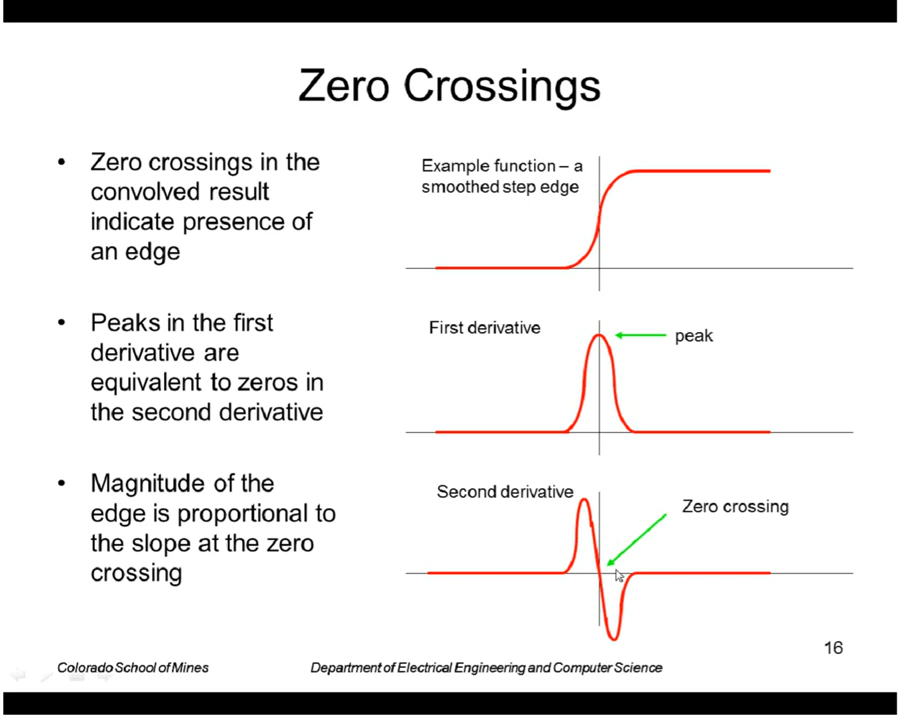 Zero Crossings
• Zero crossings in the
convolved result
indicate presence of
an edge
• Peaks in the first
derivative are
equivalent to zeros in
the second derivative
• Magnitude of the
edge is proportional to
the slope at the zero
crossing
Example function – a
smoothed step edge
First derivative
peak
Second derivative
Zero crossing
16
Colorado School of Mines
Department of Electrical Engineering and Computer Science